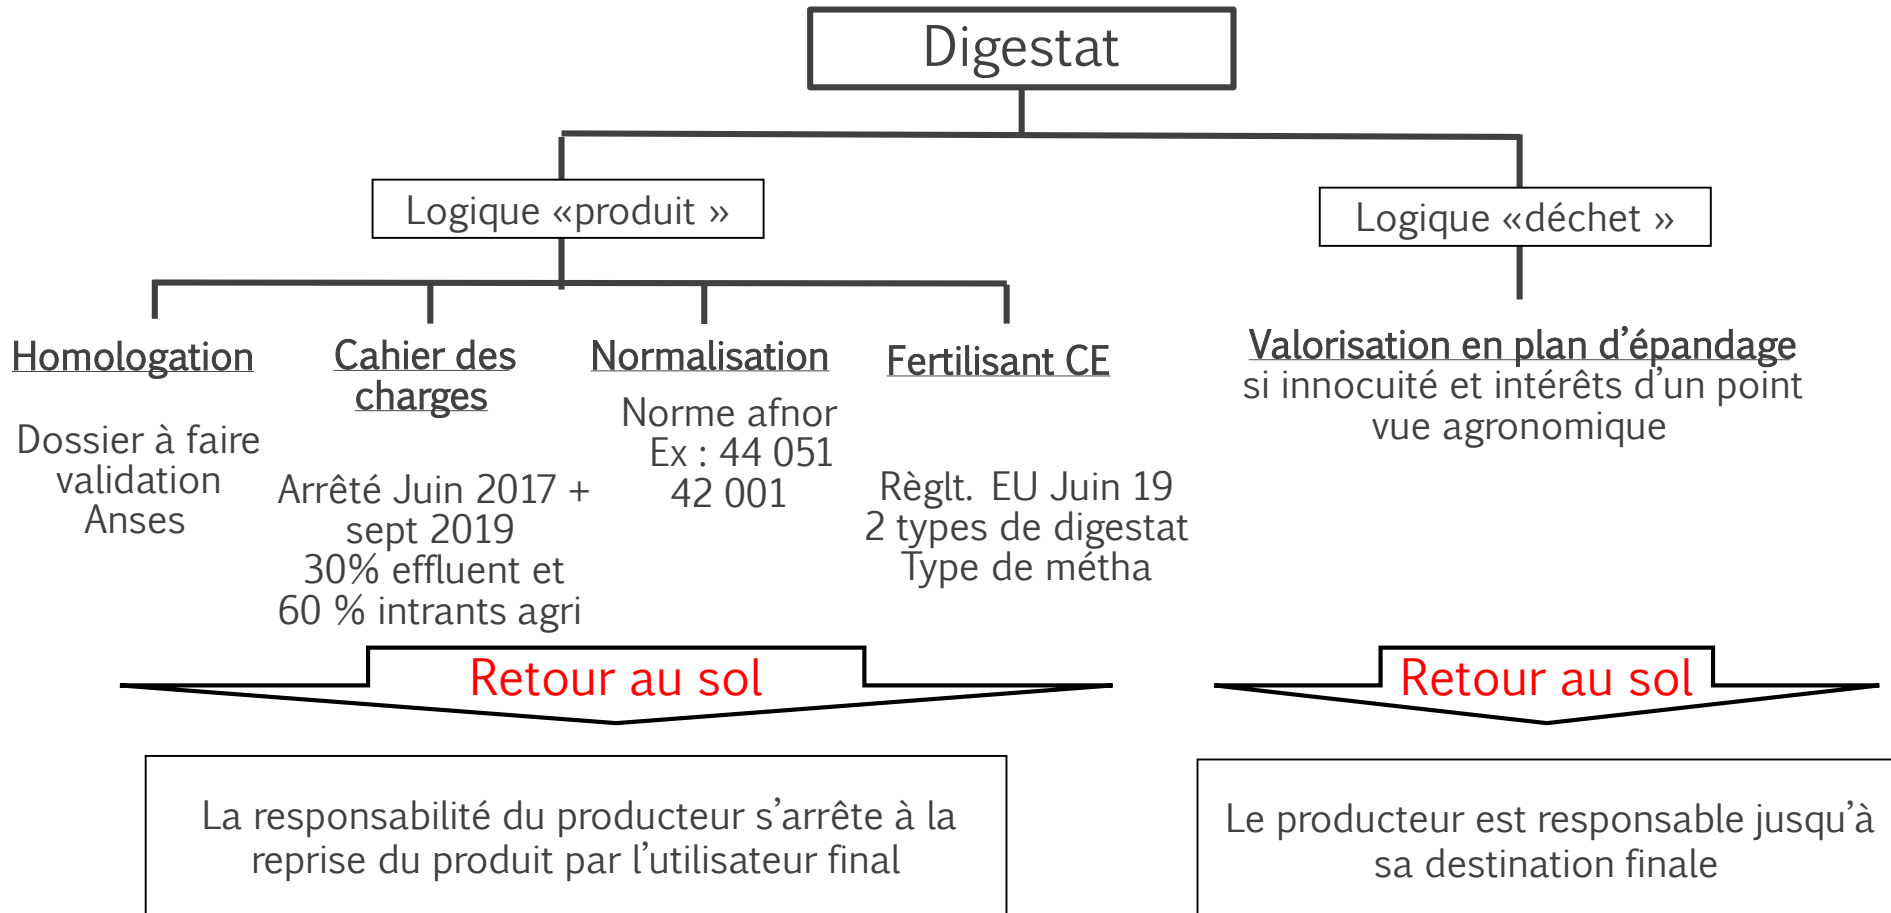 Digestat
Logique «produit »
Logique «déchet »
Homologation
Dossier à faire
validation
Anses
Cahier des
charges
Arrêté Juin 2017 +
sept 2019
30% effluent et
60 % intrants agri
Normalisation
Norme afnor
Ex : 44 051
42 001
Fertilisant CE
Règlt. EU Juin 19
2 types de digestat
Type de métha
Valorisation en plan d’épandage
si innocuité et intérêts d’un point
vue agronomique
Retour au sol
Retour au sol
La responsabilité du producteur s’arrête à la
reprise du produit par l’utilisateur final
Le producteur est responsable jusqu’à
sa destination finale